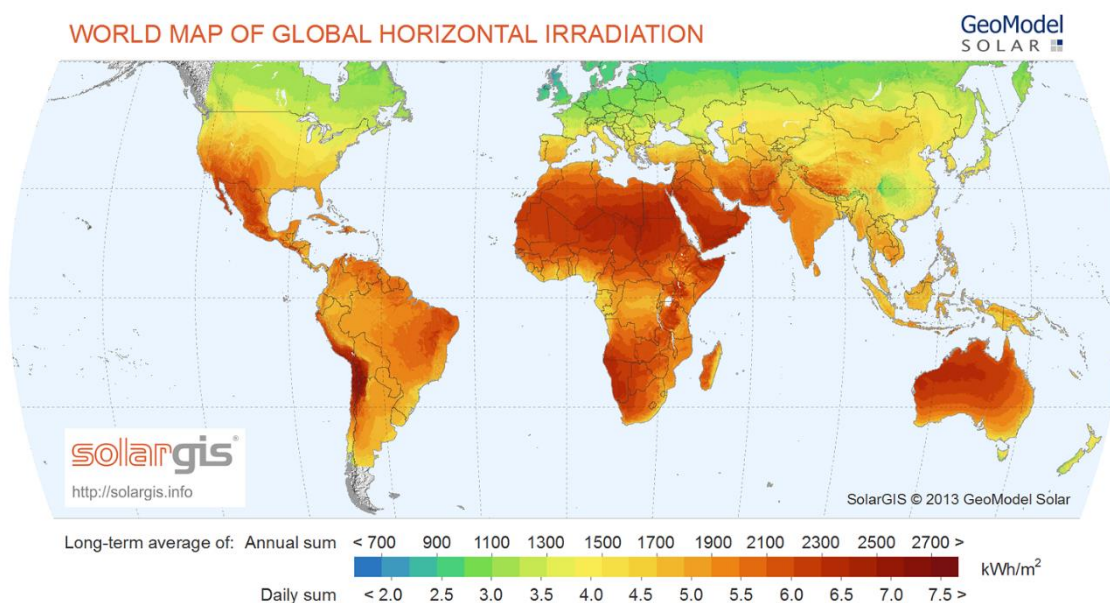 WORLD MAP OF GLOBAL HORIZONTAL IRRADIATION
GeoModel
SOLAR
solargis®
http://solargis.info
SolarGIS © 2013 GeoModel Solar
Long-term average of: Annual sum < 700 900 1100 1300 1500 1700 1900 2100 2300 2500 2700 > kWh/m²
Daily sum < 2.0 2.5 3.0 3.5 4.0 4.5 5.0 5.5 6.0 6.5 7.0 7.5 >